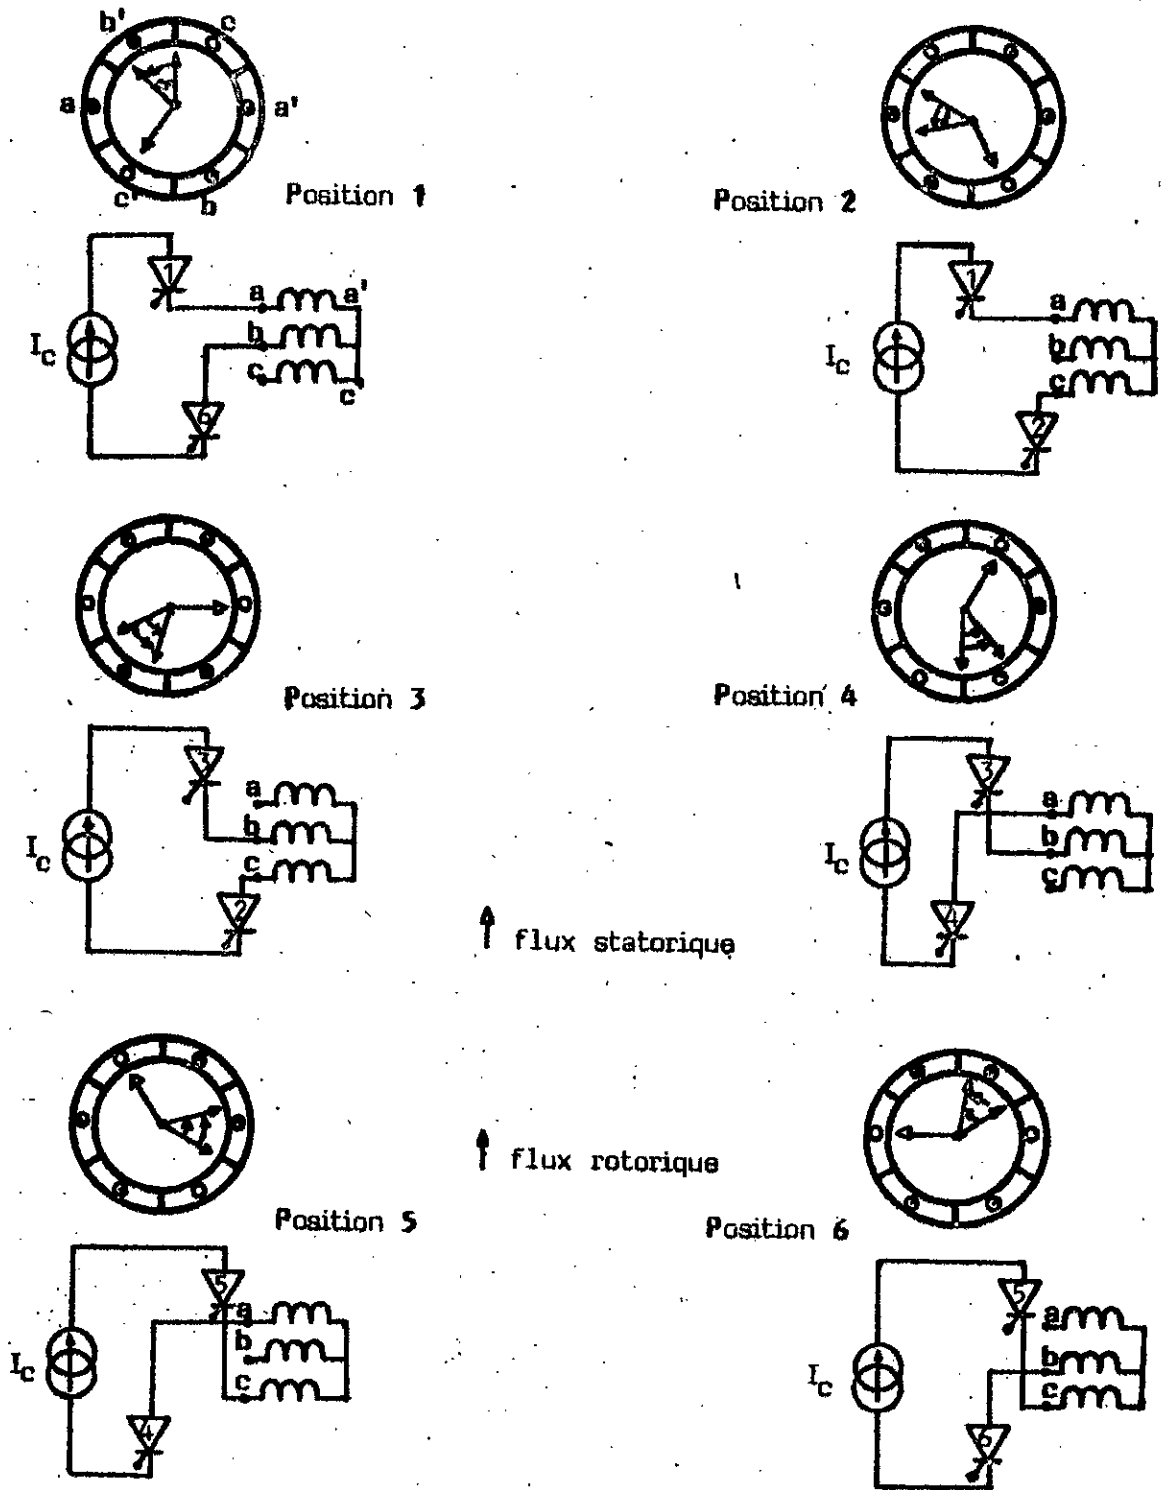 b' c
a a'
c' b
Position 1
Position 2
1
a a'
b
c c'
I_c
6
1
a
b
c
I_c
2
Position 3
Position 4
3
a
b
c
I_c
2
3
a
b
c
I_c
4
flux statorique
flux rotorique
Position 5
Position 6
5
a
b
c
I_c
4
5
a
b
c
I_c